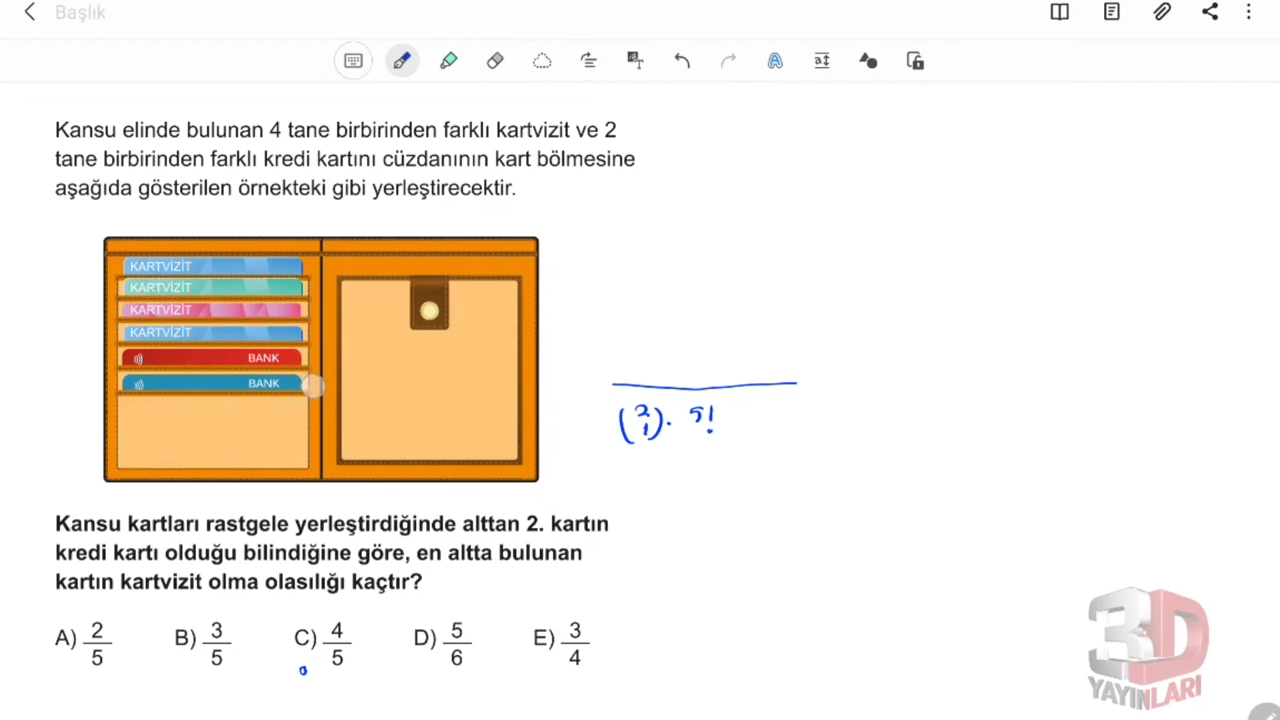 Başlık
Kansu elinde bulunan 4 tane birbirinden farklı kartvizit ve 2
tane birbirinden farklı kredi kartını cüzdanının kart bölmesine
aşağıda gösterilen örnekteki gibi yerleştirecektir.
KARTVİZİT
KARTVİZİT
KARTVİZİT
KARTVİZİT
BANK
BANK
(2 1). 5!
Kansu kartları rastgele yerleştirdiğinde alttan 2. kartın
kredi kartı olduğu bilindiğine göre, en altta bulunan
kartın kartvizit olma olasılığı kaçtır?
A) 2/5 B) 3/5 C) 4/5 D) 5/6 E) 3/4
3D
YAYINLARI